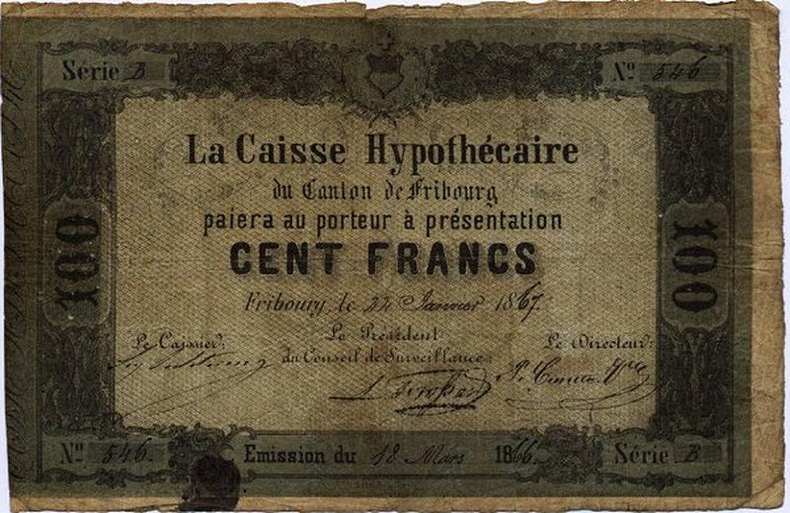 Série B
Nº 546
La Caisse Hypothécaire
du Canton de Fribourg
paiera au porteur à présentation
CENT FRANCS
100
100
Fribourg, le 22 Janvier 1867.
Le Caissier:
Le Président
du Conseil de Surveillance:
Le Directeur:
Nº 546.
Emission du 18 Mars 1866
Série B